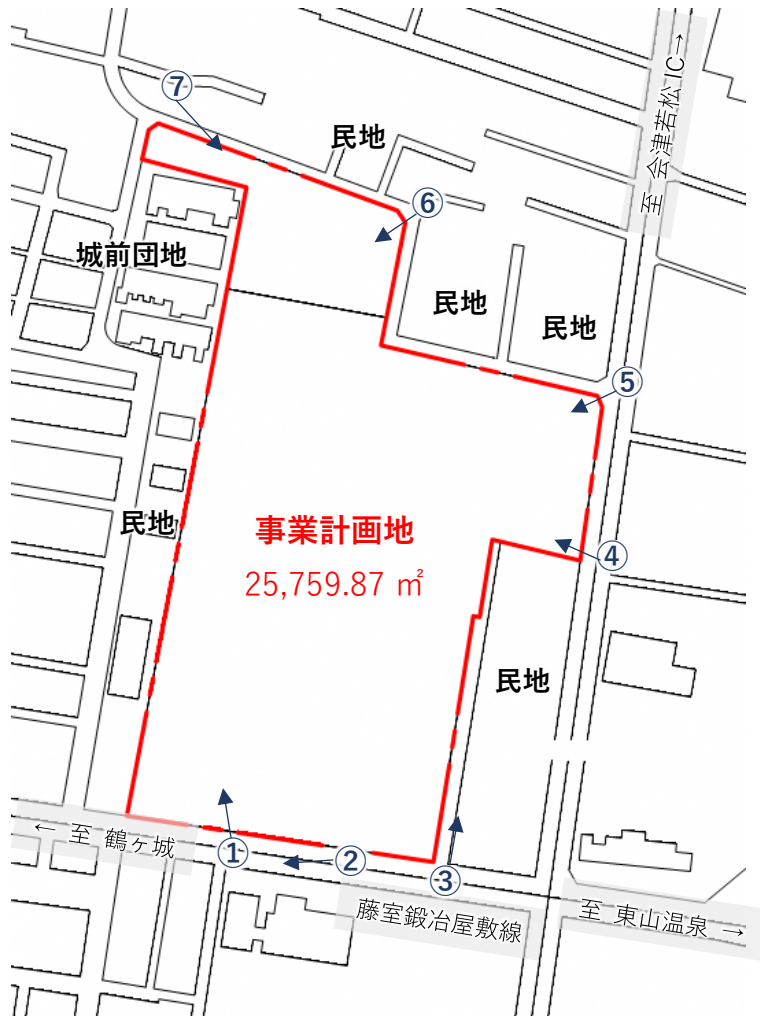 至 会津若松IC→
⑦
民地
⑥
城前団地
民地
民地
⑤
民地
事業計画地
25,759.87 ㎡
④
民地
← 至 鶴ヶ城
①
②
③
藤室鍛冶屋敷線
至 東山温泉 →